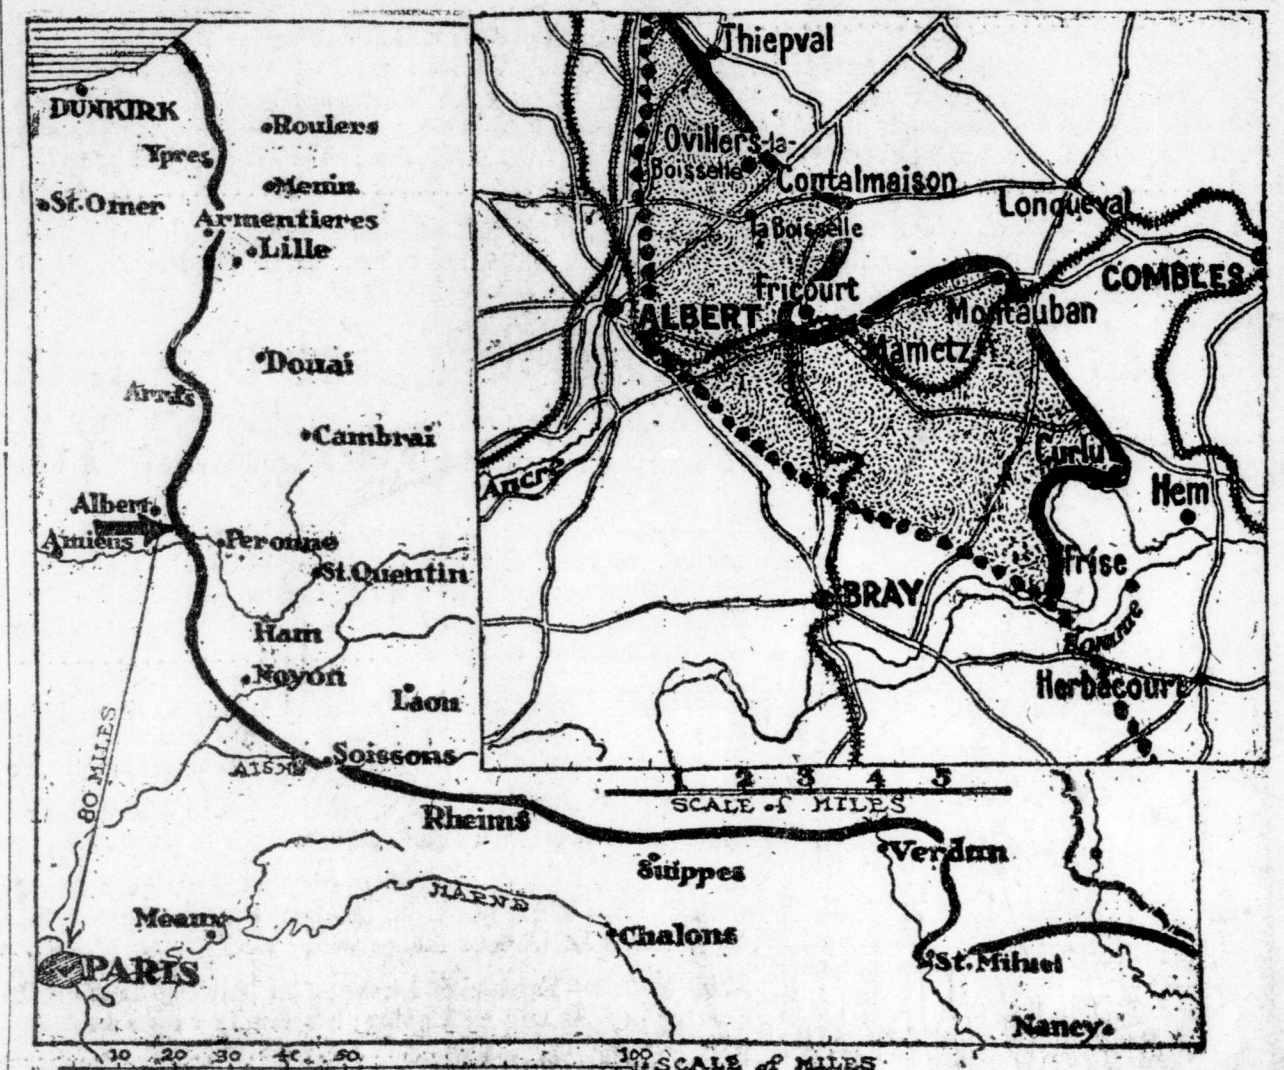 DUNKIRK
Roulers
Ypres
Menin
St. Omer
Armentieres
Lille
Douai
Arras
Cambrai
Albert
Amiens
Peronne
St. Quentin
Ham
Noyon
Laon
80 MILES
AISNE
Soissons
Rheims
Suippes
Verdun
MARNE
Meaux
Chalons
PARIS
St. Mihiel
Nancy
10 20 30 40 50 100
SCALE of MILES
Thiepval
Ovillers-la-
Boisselle
Contalmaison
Longueval
la Boisselle
COMBLES
Fricourt
ALBERT
Montauban
Mametz
Curlu
Ancre
Hem
Frise
BRAY
Somme
Herbecourt
1 2 3 4 5
SCALE of MILES